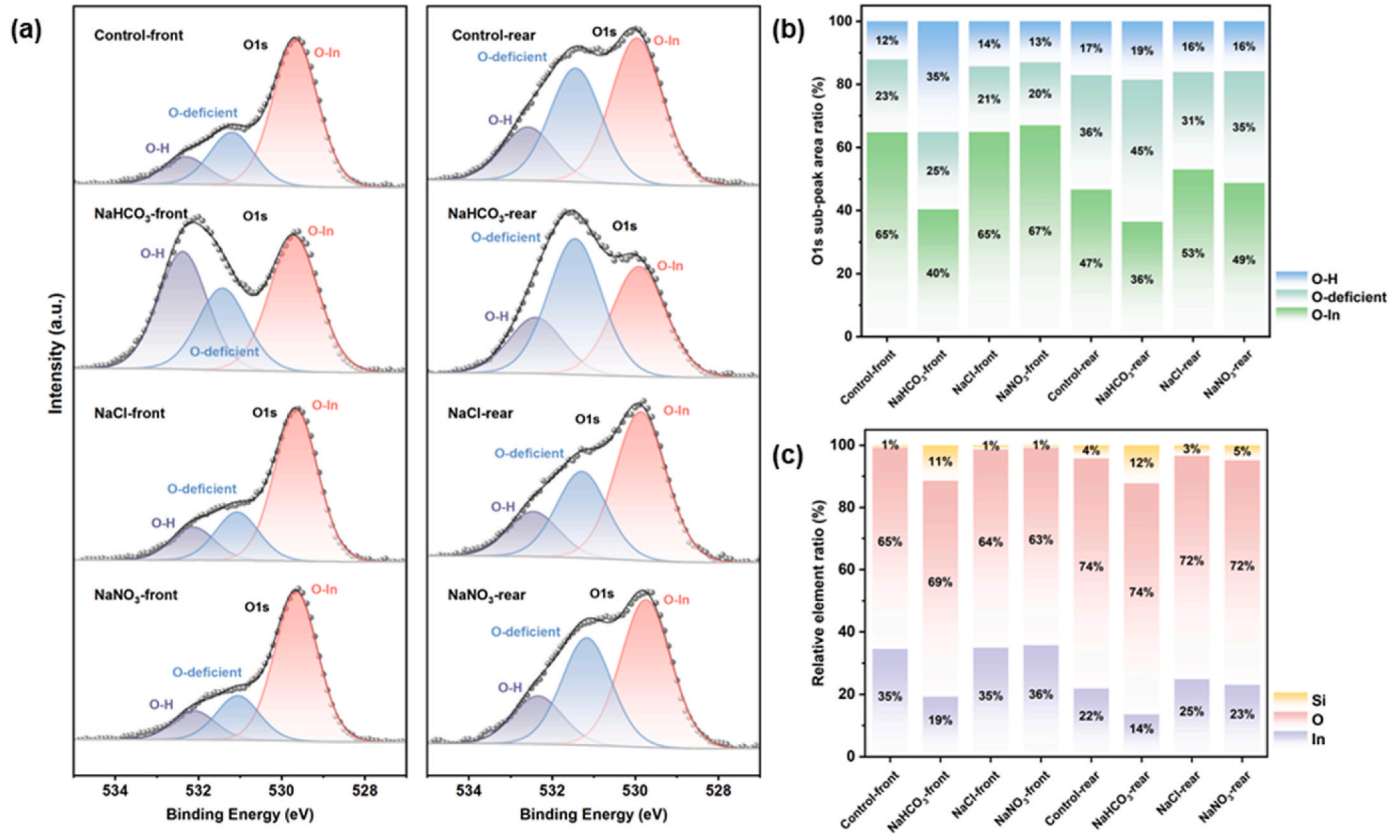 (a)
Control-front
O1s
O-In
O-deficient
O-H
NaHCO₃-front
O1s
O-In
O-H
O-deficient
NaCl-front
O1s
O-In
O-deficient
O-H
NaNO₃-front
O1s
O-In
O-deficient
O-H
534 532 530 528
Binding Energy (eV)
Intensity (a.u.)
Control-rear
O1s
O-deficient
O-In
O-H
NaHCO₃-rear
O-deficient
O1s
O-In
O-H
NaCl-rear
O1s
O-In
O-deficient
O-H
NaNO₃-rear
O1s
O-In
O-deficient
O-H
534 532 530 528
Binding Energy (eV)
(b)
O1s sub-peak area ratio (%)
100
80
60
40
20
0
12% 35% 14% 13% 17% 19% 16% 16%
23% 25% 21% 20% 36% 45% 31% 35%
65% 40% 65% 67% 47% 36% 53% 49%
O-H
O-deficient
O-In
Control-front NaHCO₃-front NaCl-front NaNO₃-front Control-rear NaHCO₃-rear NaCl-rear NaNO₃-rear
(c)
Relative element ratio (%)
100
80
60
40
20
0
1% 11% 1% 1% 4% 12% 3% 5%
65% 69% 64% 63% 74% 74% 72% 72%
35% 19% 35% 36% 22% 14% 25% 23%
Si
O
In
Control-front NaHCO₃-front NaCl-front NaNO₃-front Control-rear NaHCO₃-rear NaCl-rear NaNO₃-rear